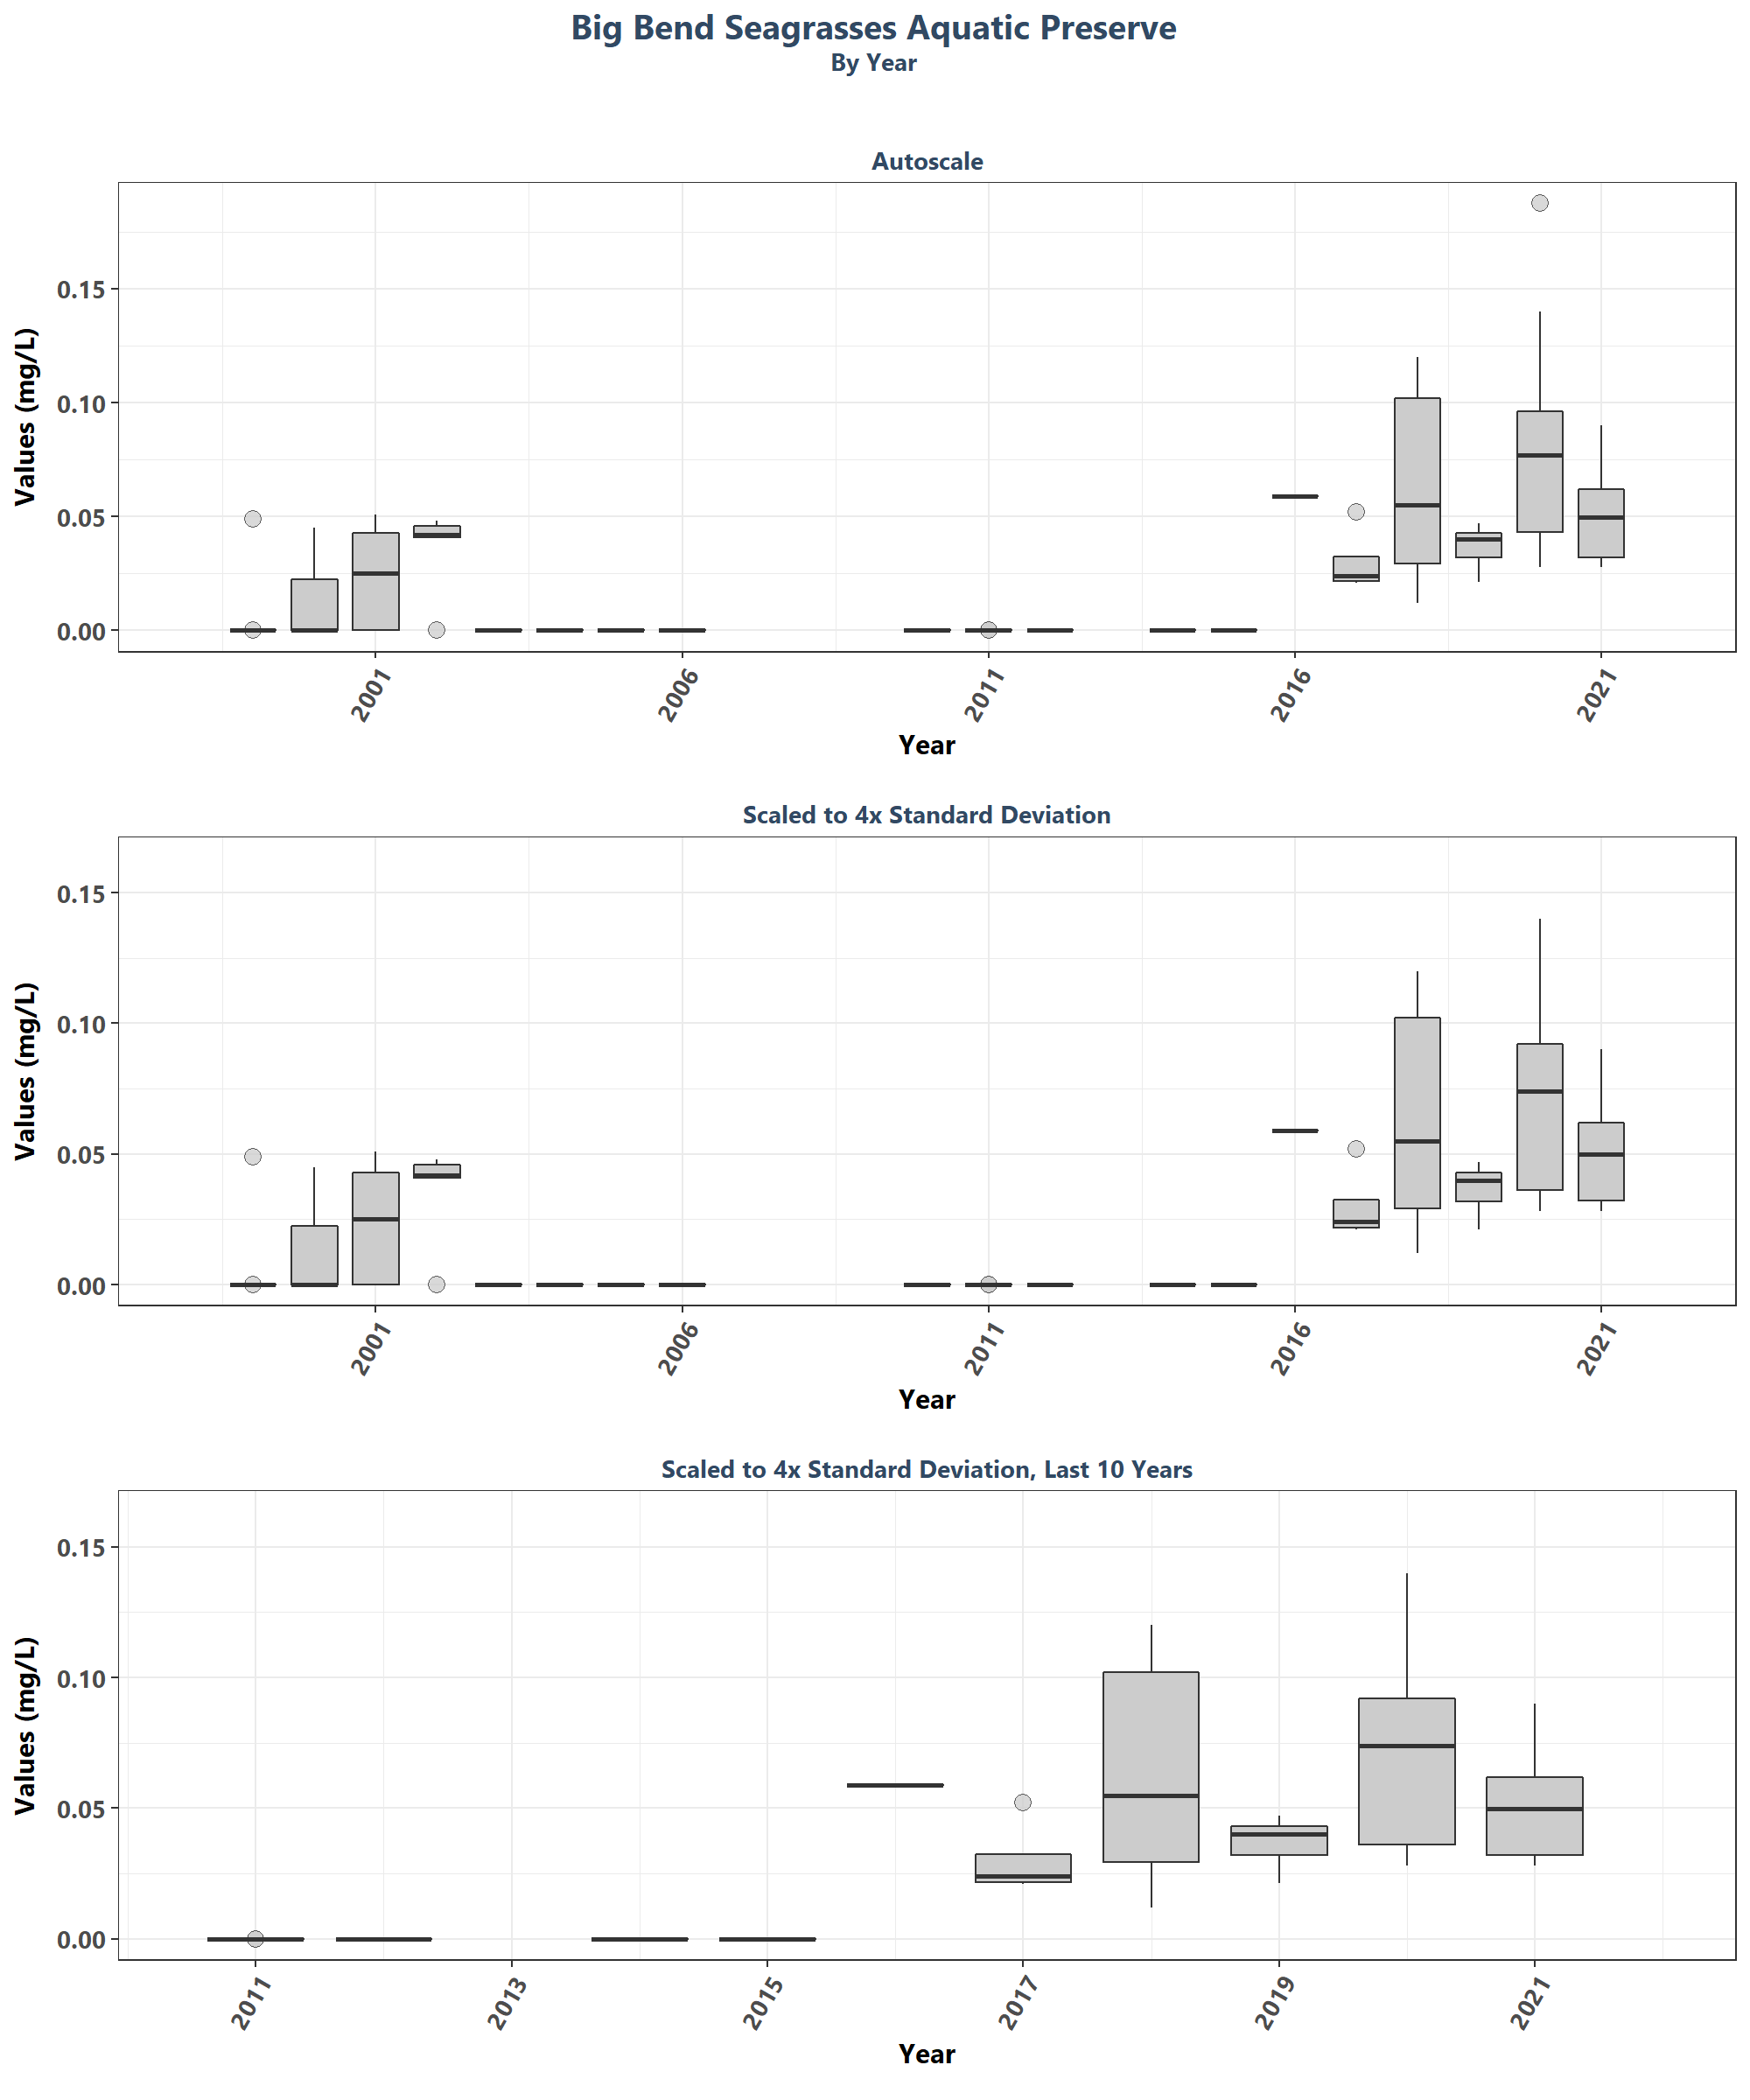 Big Bend Seagrasses Aquatic Preserve
By Year
Autoscale
Values (mg/L)
0.15
0.10
0.05
0.00
2001
2006
2011
2016
2021
Year
Scaled to 4x Standard Deviation
Values (mg/L)
0.15
0.10
0.05
0.00
2001
2006
2011
2016
2021
Year
Scaled to 4x Standard Deviation, Last 10 Years
Values (mg/L)
0.15
0.10
0.05
0.00
2011
2013
2015
2017
2019
2021
Year